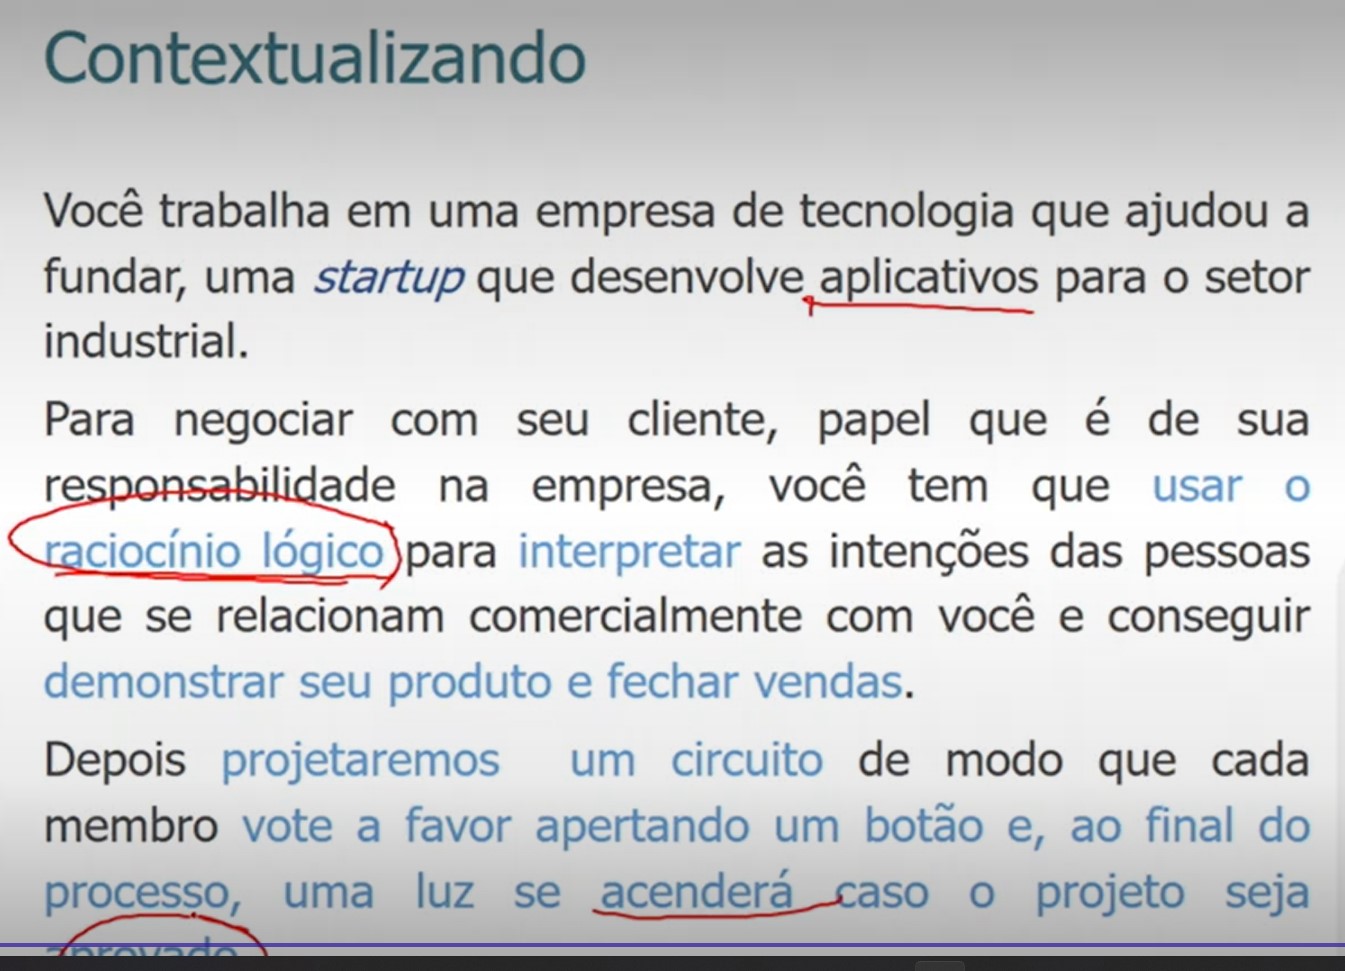 Contextualizando
Você trabalha em uma empresa de tecnologia que ajudou a
fundar, uma startup que desenvolve aplicativos para o setor
industrial.
Para negociar com seu cliente, papel que é de sua
responsabilidade na empresa, você tem que usar o
raciocínio lógico para interpretar as intenções das pessoas
que se relacionam comercialmente com você e conseguir
demonstrar seu produto e fechar vendas.
Depois projetaremos um circuito de modo que cada
membro vote a favor apertando um botão e, ao final do
processo, uma luz se acenderá caso o projeto seja
aprovado